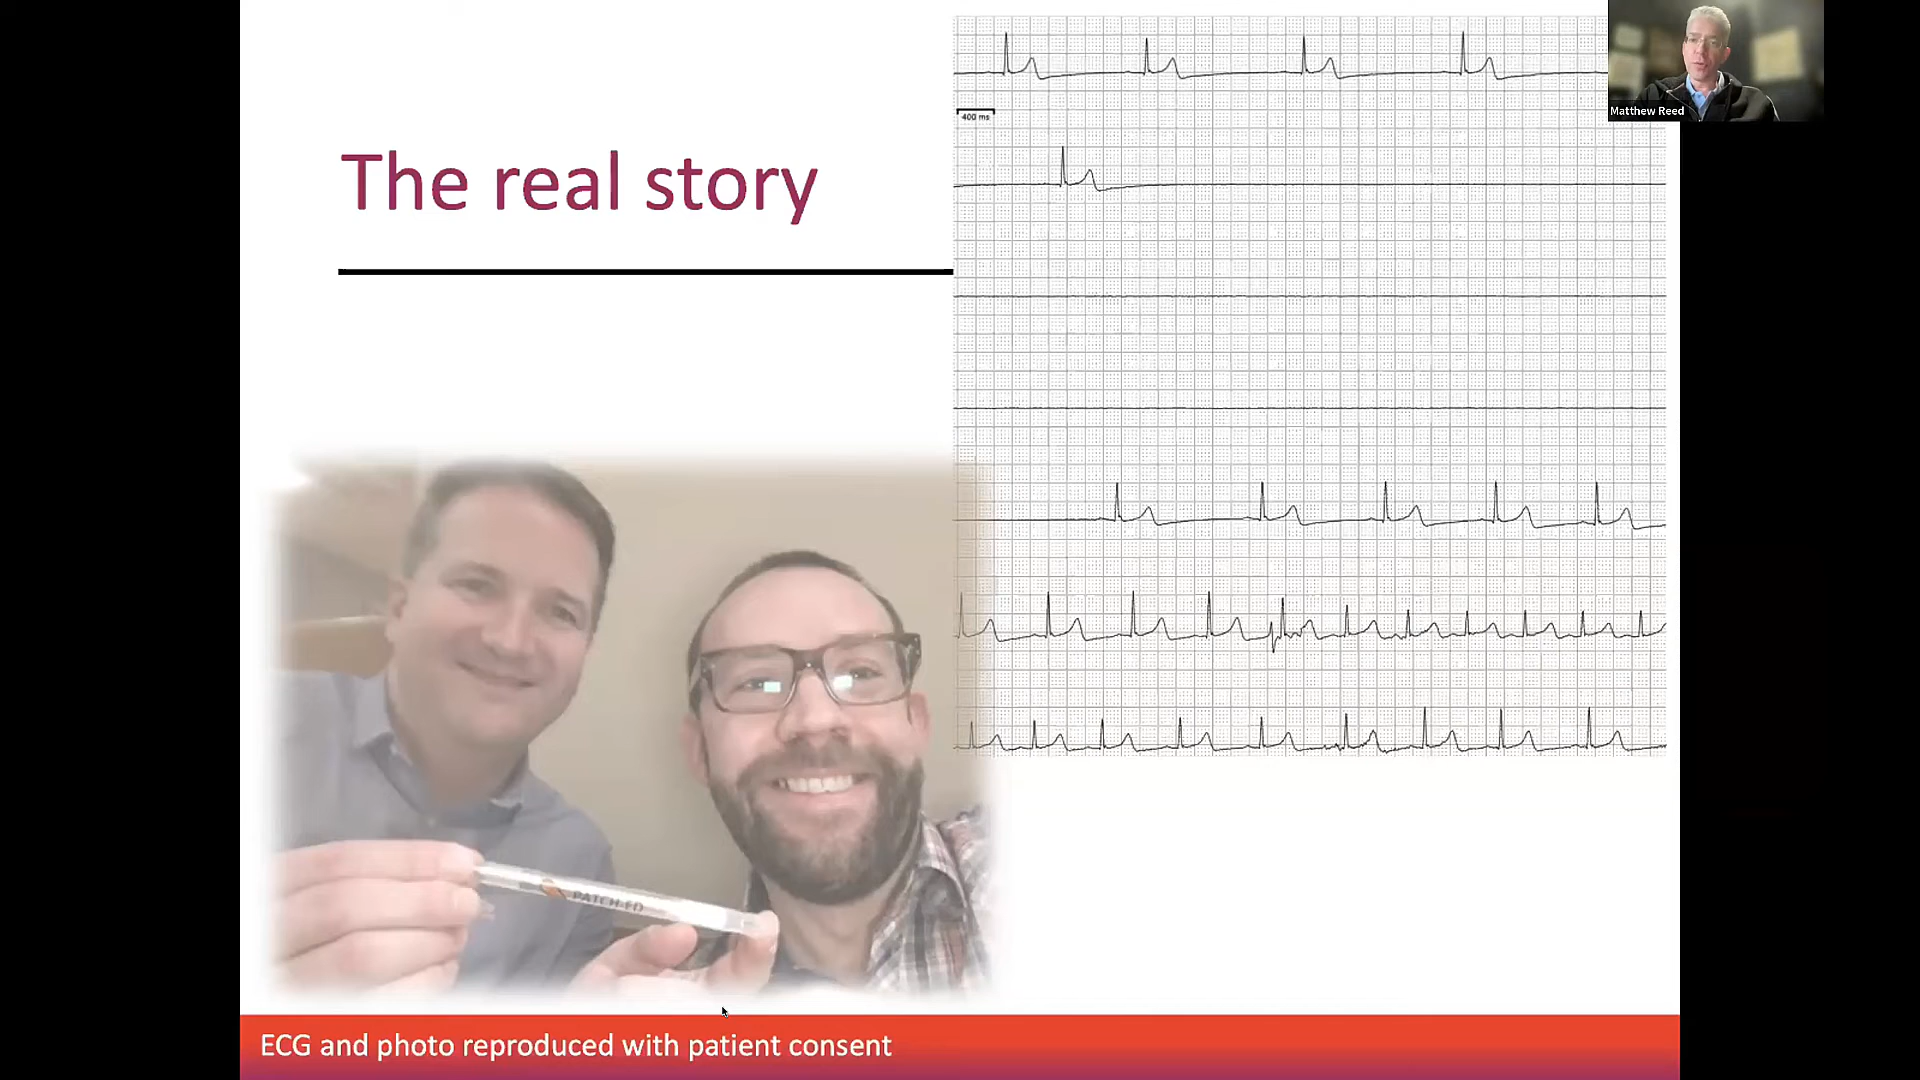 Matthew Reed
400 ms
The real story
PATCH-ED
ECG and photo reproduced with patient consent